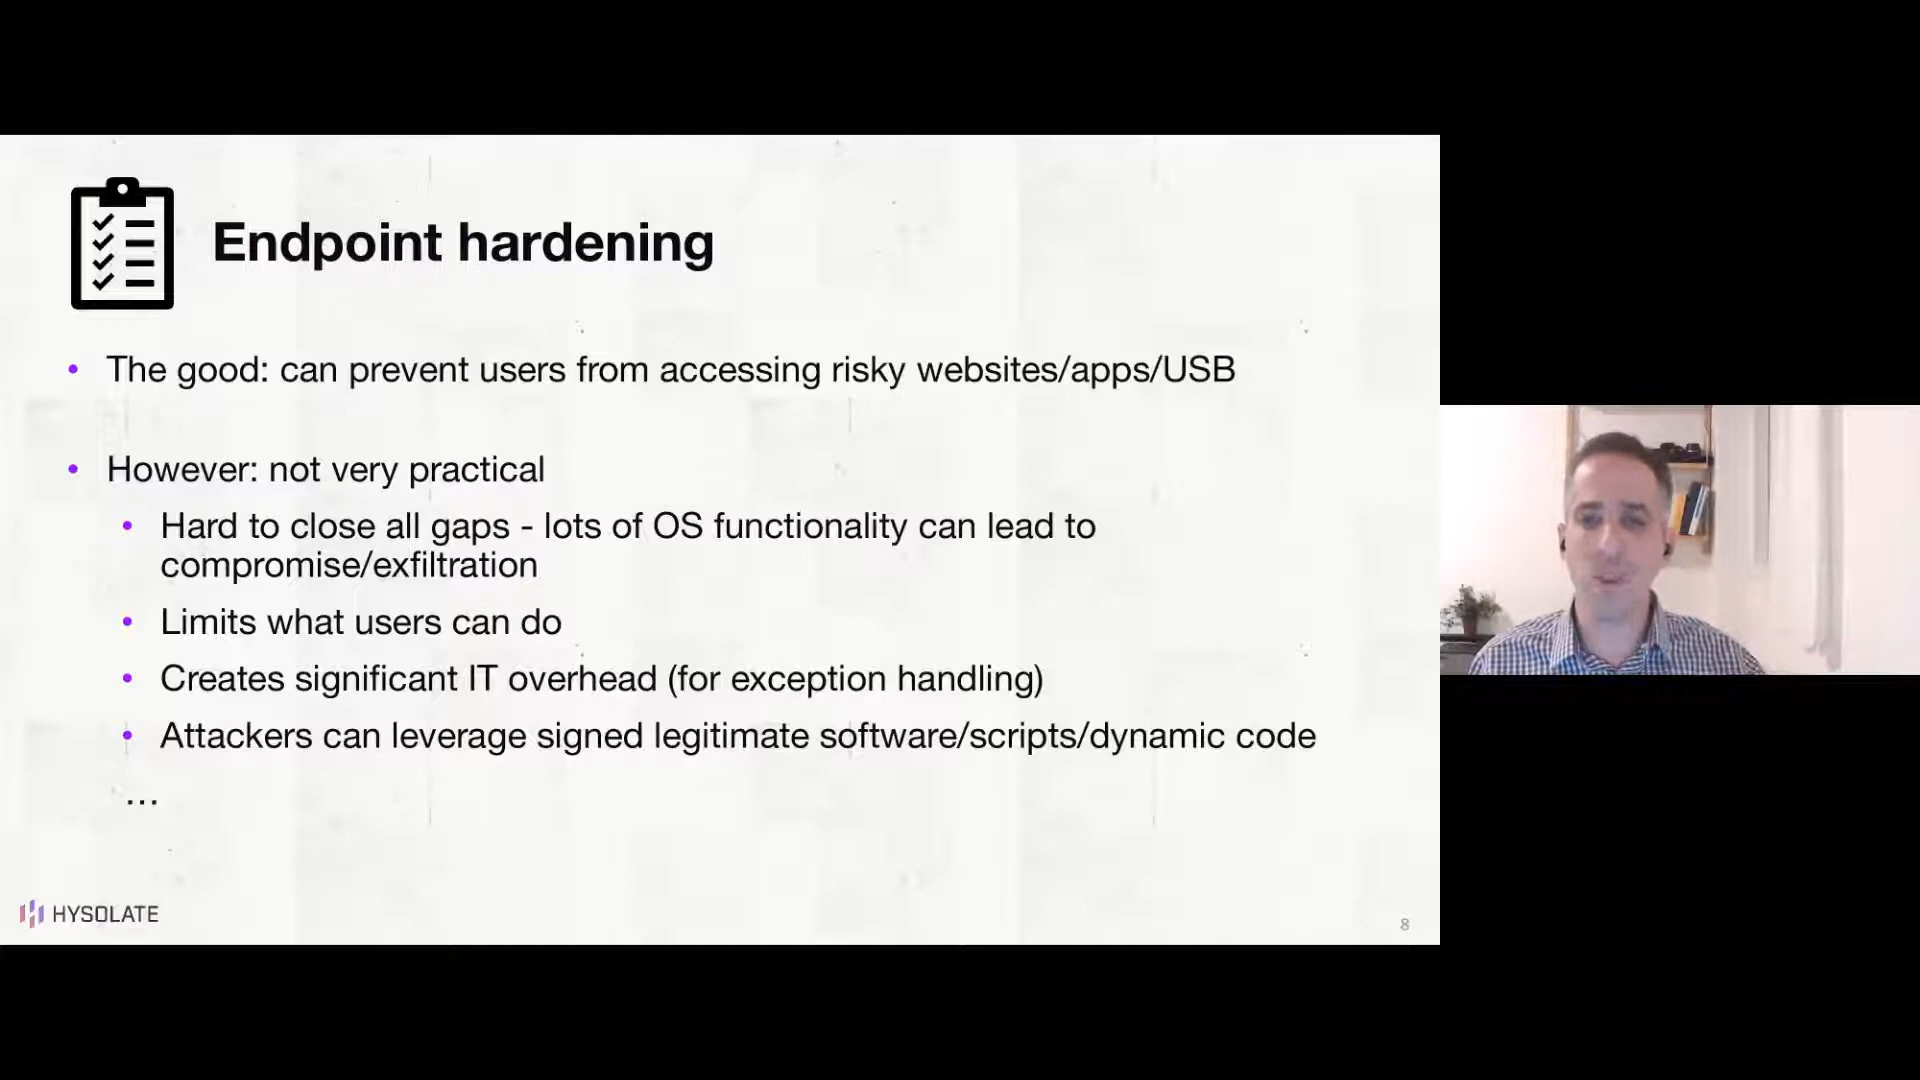 Endpoint hardening
• The good: can prevent users from accessing risky websites/apps/USB
• However: not very practical
• Hard to close all gaps - lots of OS functionality can lead to
compromise/exfiltration
• Limits what users can do
• Creates significant IT overhead (for exception handling)
• Attackers can leverage signed legitimate software/scripts/dynamic code
...
HYSOLATE
8